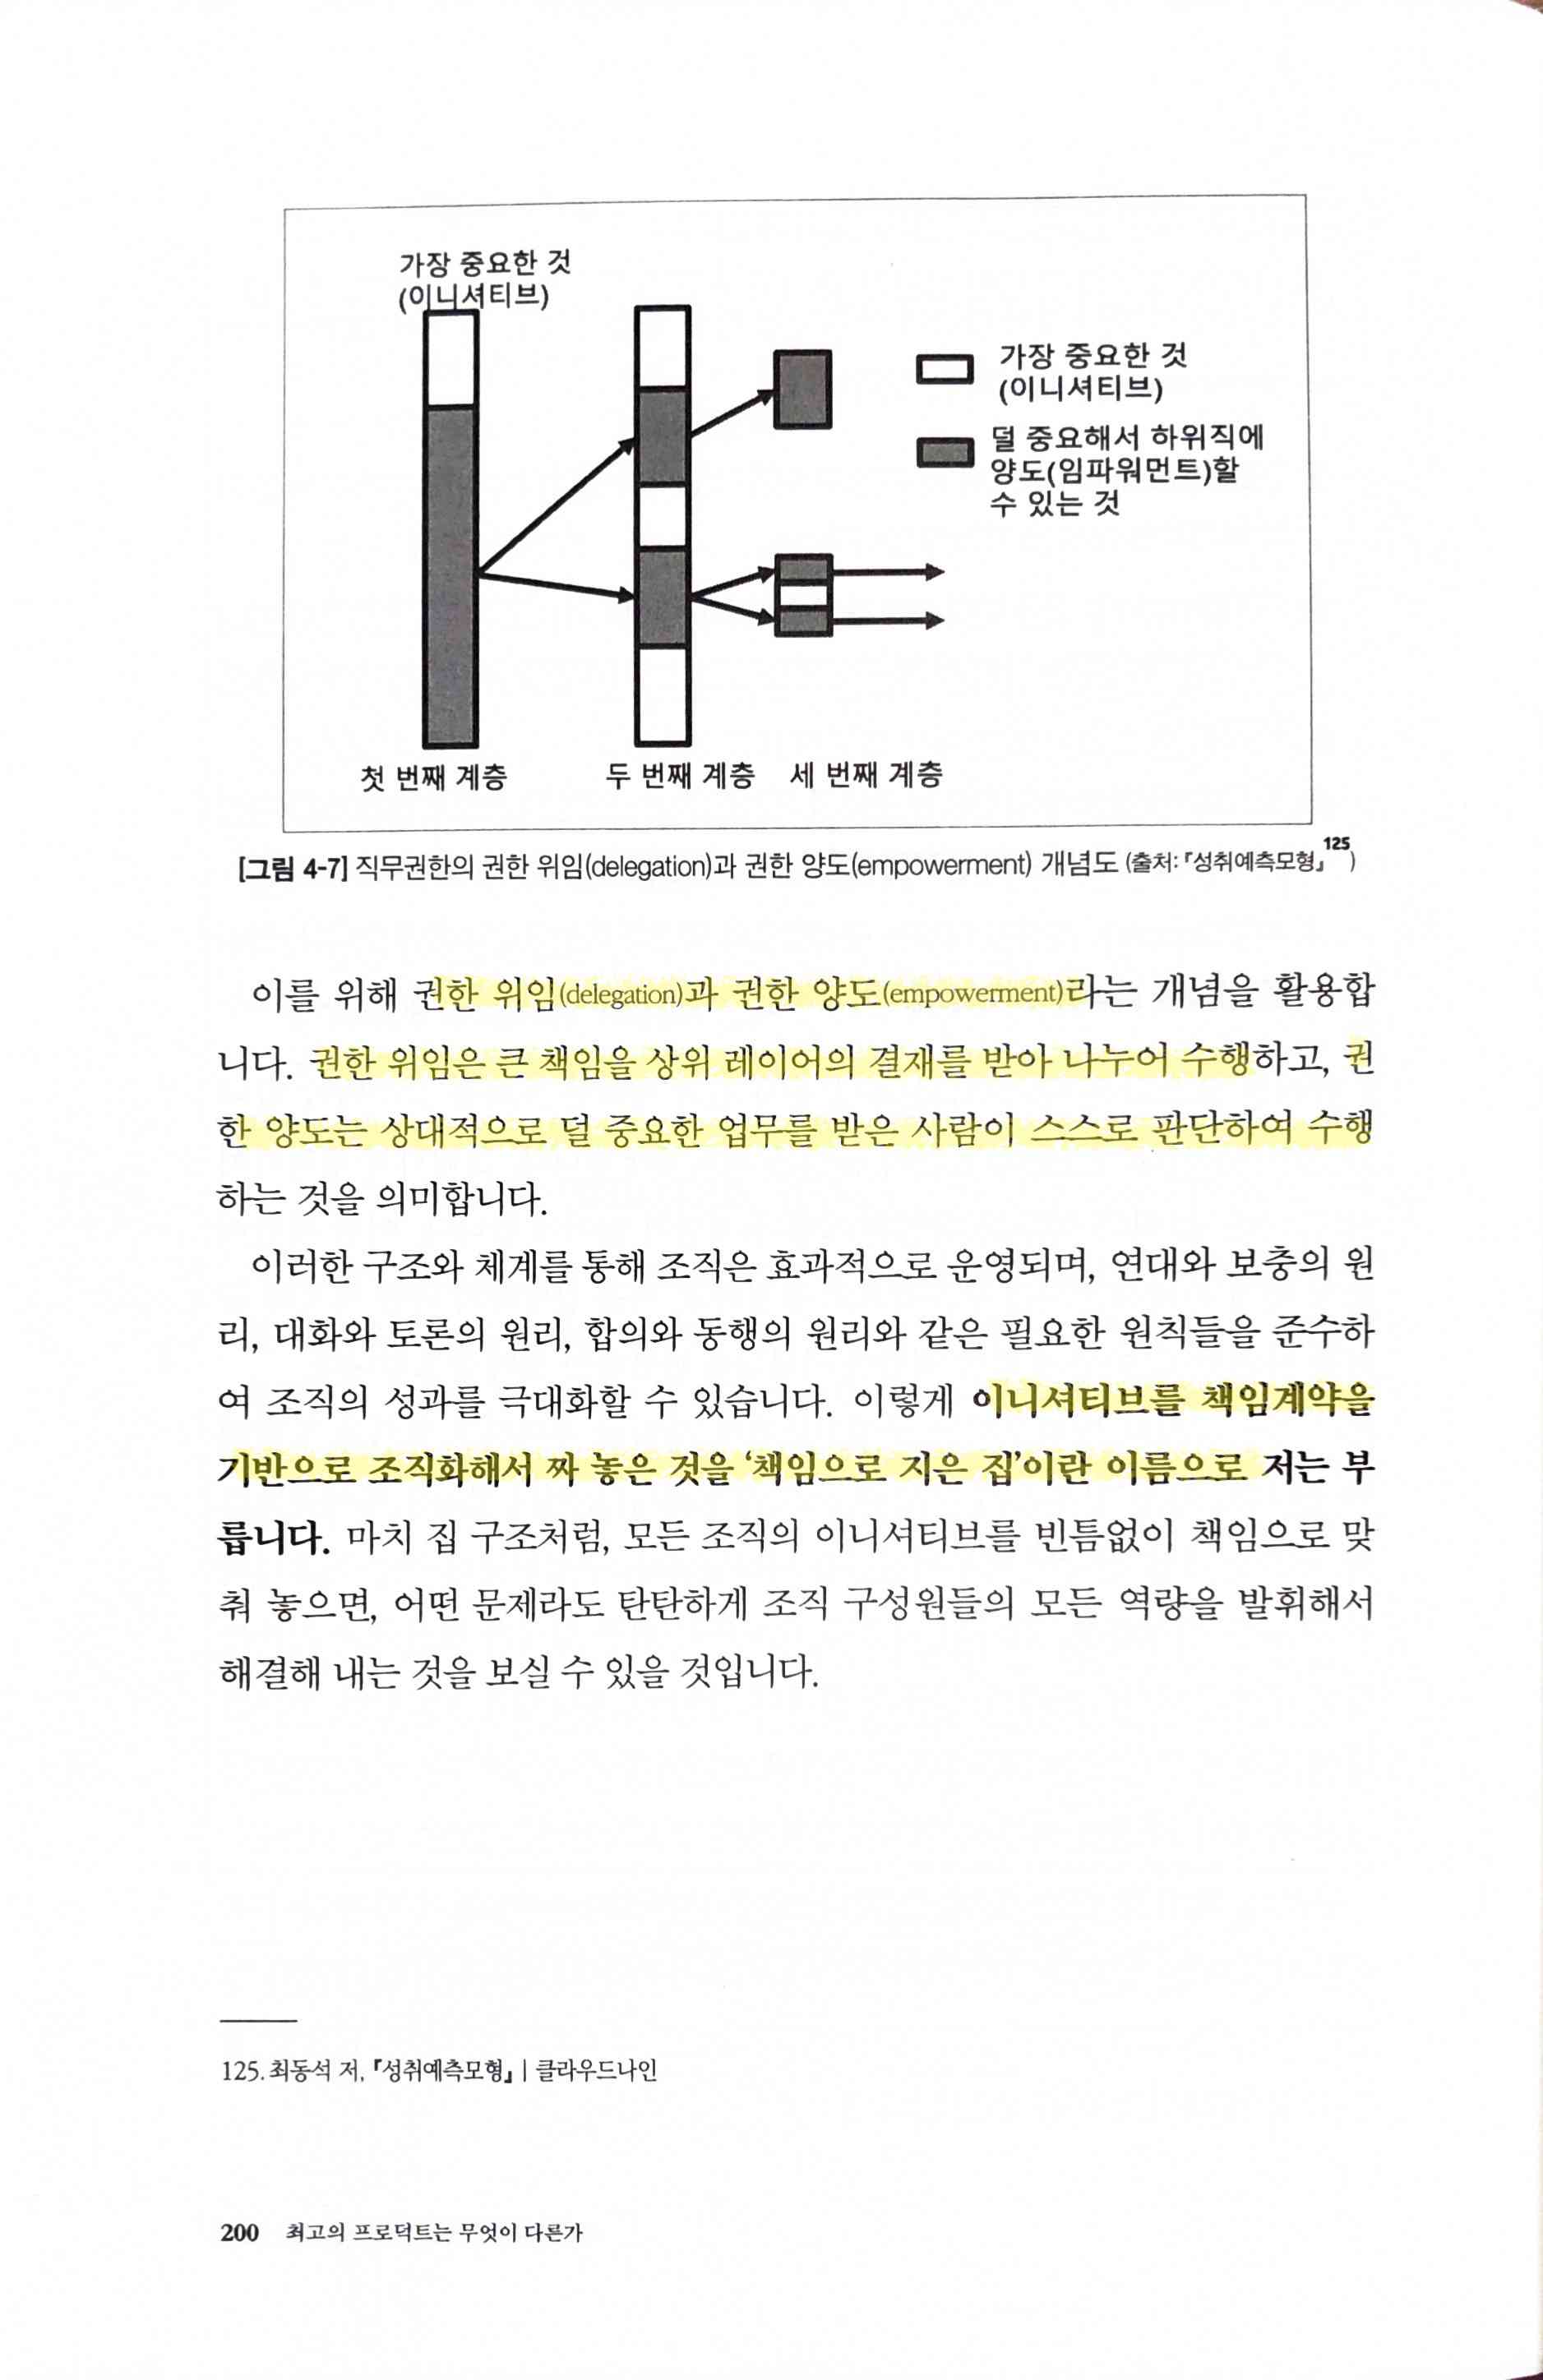 가장 중요한 것
(이니셔티브)
가장 중요한 것
(이니셔티브)
덜 중요해서 하위직에
양도(임파워먼트)할
수 있는 것
첫 번째 계층
두 번째 계층
세 번째 계층
[그림 4-7] 직무권한의 권한 위임(delegation)과 권한 양도(empowerment) 개념도 (출처: 『성취예측모형』125)
이를 위해 권한 위임(delegation)과 권한 양도(empowerment)라는 개념을 활용합
니다. 권한 위임은 큰 책임을 상위 레이어의 결재를 받아 나누어 수행하고, 권
한 양도는 상대적으로 덜 중요한 업무를 받은 사람이 스스로 판단하여 수행
하는 것을 의미합니다.
이러한 구조와 체계를 통해 조직은 효과적으로 운영되며, 연대와 보충의 원
리, 대화와 토론의 원리, 합의와 동행의 원리와 같은 필요한 원칙들을 준수하
여 조직의 성과를 극대화할 수 있습니다. 이렇게 이니셔티브를 책임계약을
기반으로 조직화해서 짜 놓은 것을 ‘책임으로 지은 집’이란 이름으로 저는 부
릅니다. 마치 집 구조처럼, 모든 조직의 이니셔티브를 빈틈없이 책임으로 맞
춰 놓으면, 어떤 문제라도 탄탄하게 조직 구성원들의 모든 역량을 발휘해서
해결해 내는 것을 보실 수 있을 것입니다.
125. 최동석 저, 『성취예측모형』 | 클라우드나인
200 최고의 프로덕트는 무엇이 다른가